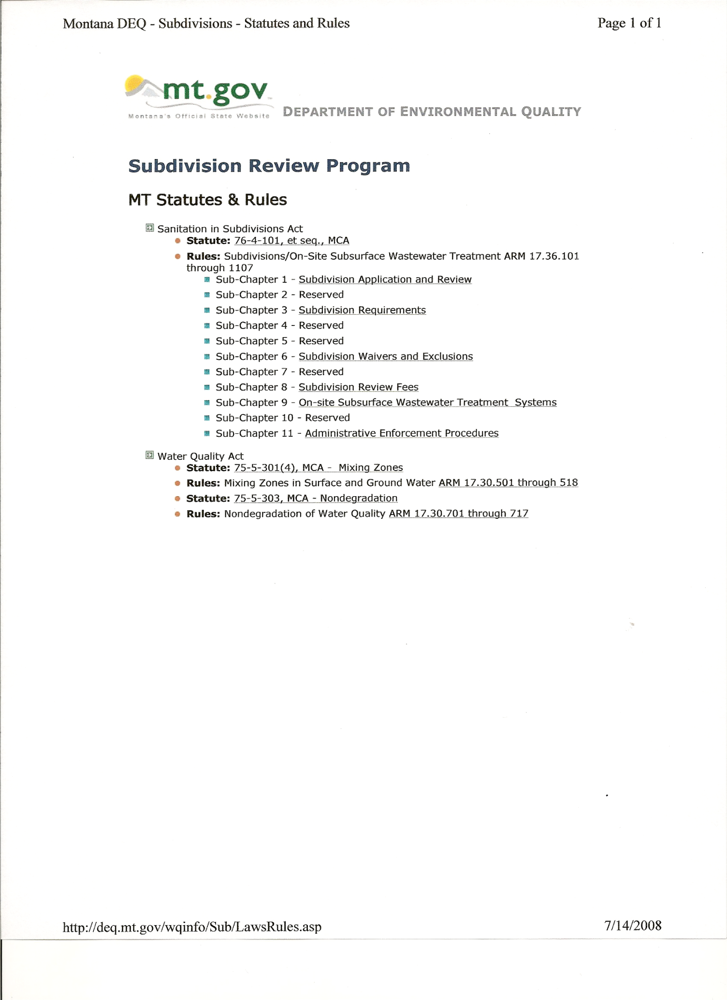 Montana DEQ - Subdivisions - Statutes and Rules
Page 1 of 1
mt.gov
Montana's Official State Website
DEPARTMENT OF ENVIRONMENTAL QUALITY
Subdivision Review Program
MT Statutes & Rules
Sanitation in Subdivisions Act
Statute: 76-4-101, et seq., MCA
Rules: Subdivisions/On-Site Subsurface Wastewater Treatment ARM 17.36.101
through 1107
Sub-Chapter 1 - Subdivision Application and Review
Sub-Chapter 2 - Reserved
Sub-Chapter 3 - Subdivision Requirements
Sub-Chapter 4 - Reserved
Sub-Chapter 5 - Reserved
Sub-Chapter 6 - Subdivision Waivers and Exclusions
Sub-Chapter 7 - Reserved
Sub-Chapter 8 - Subdivision Review Fees
Sub-Chapter 9 - On-site Subsurface Wastewater Treatment Systems
Sub-Chapter 10 - Reserved
Sub-Chapter 11 - Administrative Enforcement Procedures
Water Quality Act
Statute: 75-5-301(4), MCA - Mixing Zones
Rules: Mixing Zones in Surface and Ground Water ARM 17.30.501 through 518
Statute: 75-5-303, MCA - Nondegradation
Rules: Nondegradation of Water Quality ARM 17.30.701 through 717
http://deq.mt.gov/wqinfo/Sub/LawsRules.asp
7/14/2008